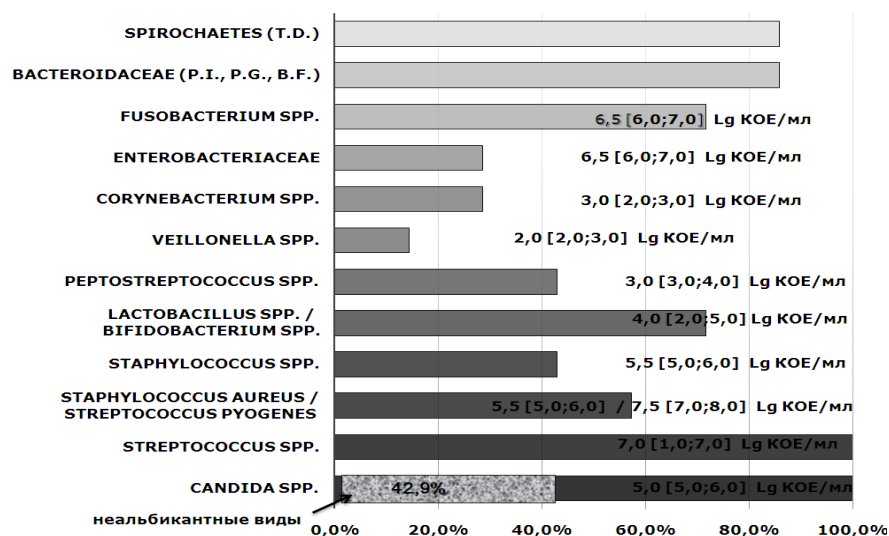 SPIROCHAETES (T.D.)
BACTEROIDACEAE (P.I., P.G., B.F.)
FUSOBACTERIUM SPP.
6,5 [6,0;7,0] Lg КОЕ/мл
ENTEROBACTERIACEAE
6,5 [6,0;7,0] Lg КОЕ/мл
CORYNEBACTERIUM SPP.
3,0 [2,0;3,0] Lg КОЕ/мл
VEILLONELLA SPP.
2,0 [2,0;3,0] Lg КОЕ/мл
PEPTOSTREPTOCOCCUS SPP.
3,0 [3,0;4,0] Lg КОЕ/мл
LACTOBACILLUS SPP. /
BIFIDOBACTERIUM SPP.
4,0 [2,0;5,0] Lg КОЕ/мл
STAPHYLOCOCCUS SPP.
5,5 [5,0;6,0] Lg КОЕ/мл
STAPHYLOCOCCUS AUREUS /
STREPTOCOCCUS PYOGENES
5,5 [5,0;6,0] / 7,5 [7,0;8,0] Lg КОЕ/мл
STREPTOCOCCUS SPP.
7,0 [1,0;7,0] Lg КОЕ/мл
CANDIDA SPP.
42,9%
5,0 [5,0;6,0] Lg КОЕ/мл
неальбикантные виды
0,0% 20,0% 40,0% 60,0% 80,0% 100,0%